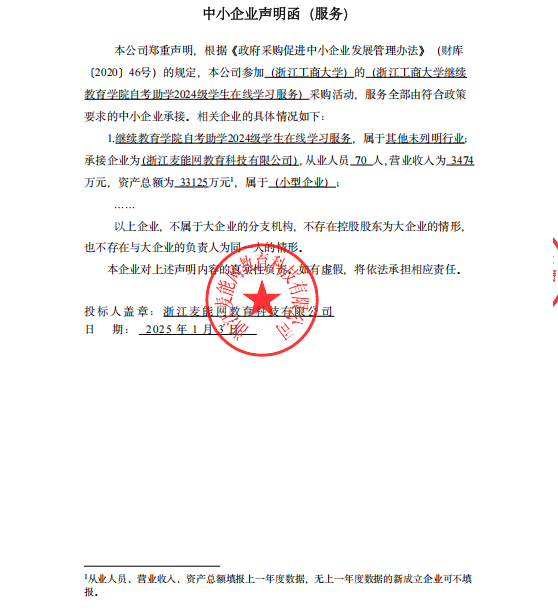 中小企业声明函（服务）
本公司郑重声明，根据《政府采购促进中小企业发展管理办法》（财库
〔2020〕46号）的规定，本公司参加（浙江工商大学）的（浙江工商大学继续
教育学院自考助学2024级学生在线学习服务）采购活动，服务全部由符合政策
要求的中小企业承接。相关企业的具体情况如下：
1.继续教育学院自考助学2024级学生在线学习服务，属于其他未列明行业；
承接企业为（浙江麦能网教育科技有限公司），从业人员 70 人，营业收入为 3474
万元，资产总额为 33125万元¹，属于（小型企业）；
……
以上企业，不属于大企业的分支机构，不存在控股股东为大企业的情形，
也不存在与大企业的负责人为同一人的情形。
本企业对上述声明内容的真实性负责。如有虚假，将依法承担相应责任。
投标人盖章：浙江麦能网教育科技有限公司
日 期： 2025 年 1 月 3 日
浙江麦能网教育科技有限公司
¹从业人员、营业收入、资产总额填报上一年度数据，无上一年度数据的新成立企业可不填
报。